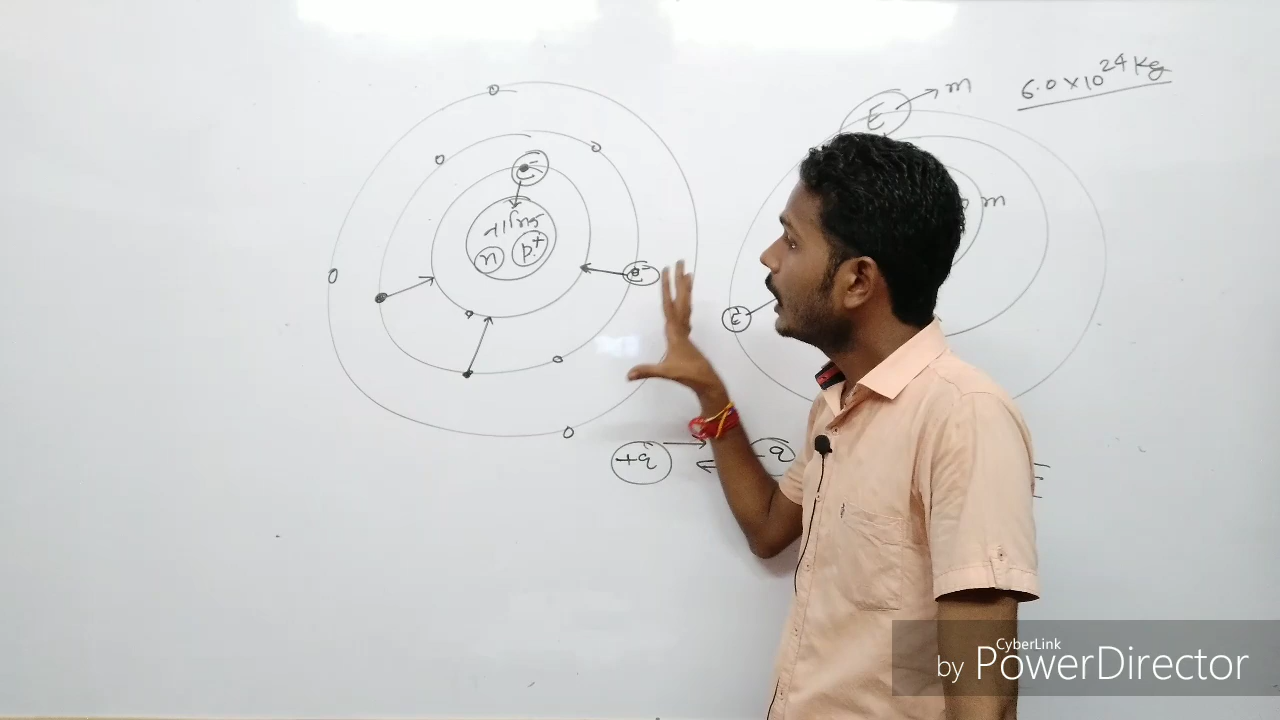 e⁻
नाभिक
n p⁺
e⁻
E → m
6.0×10²⁴ Kg
m
E
+q -q
CyberLink
by PowerDirector